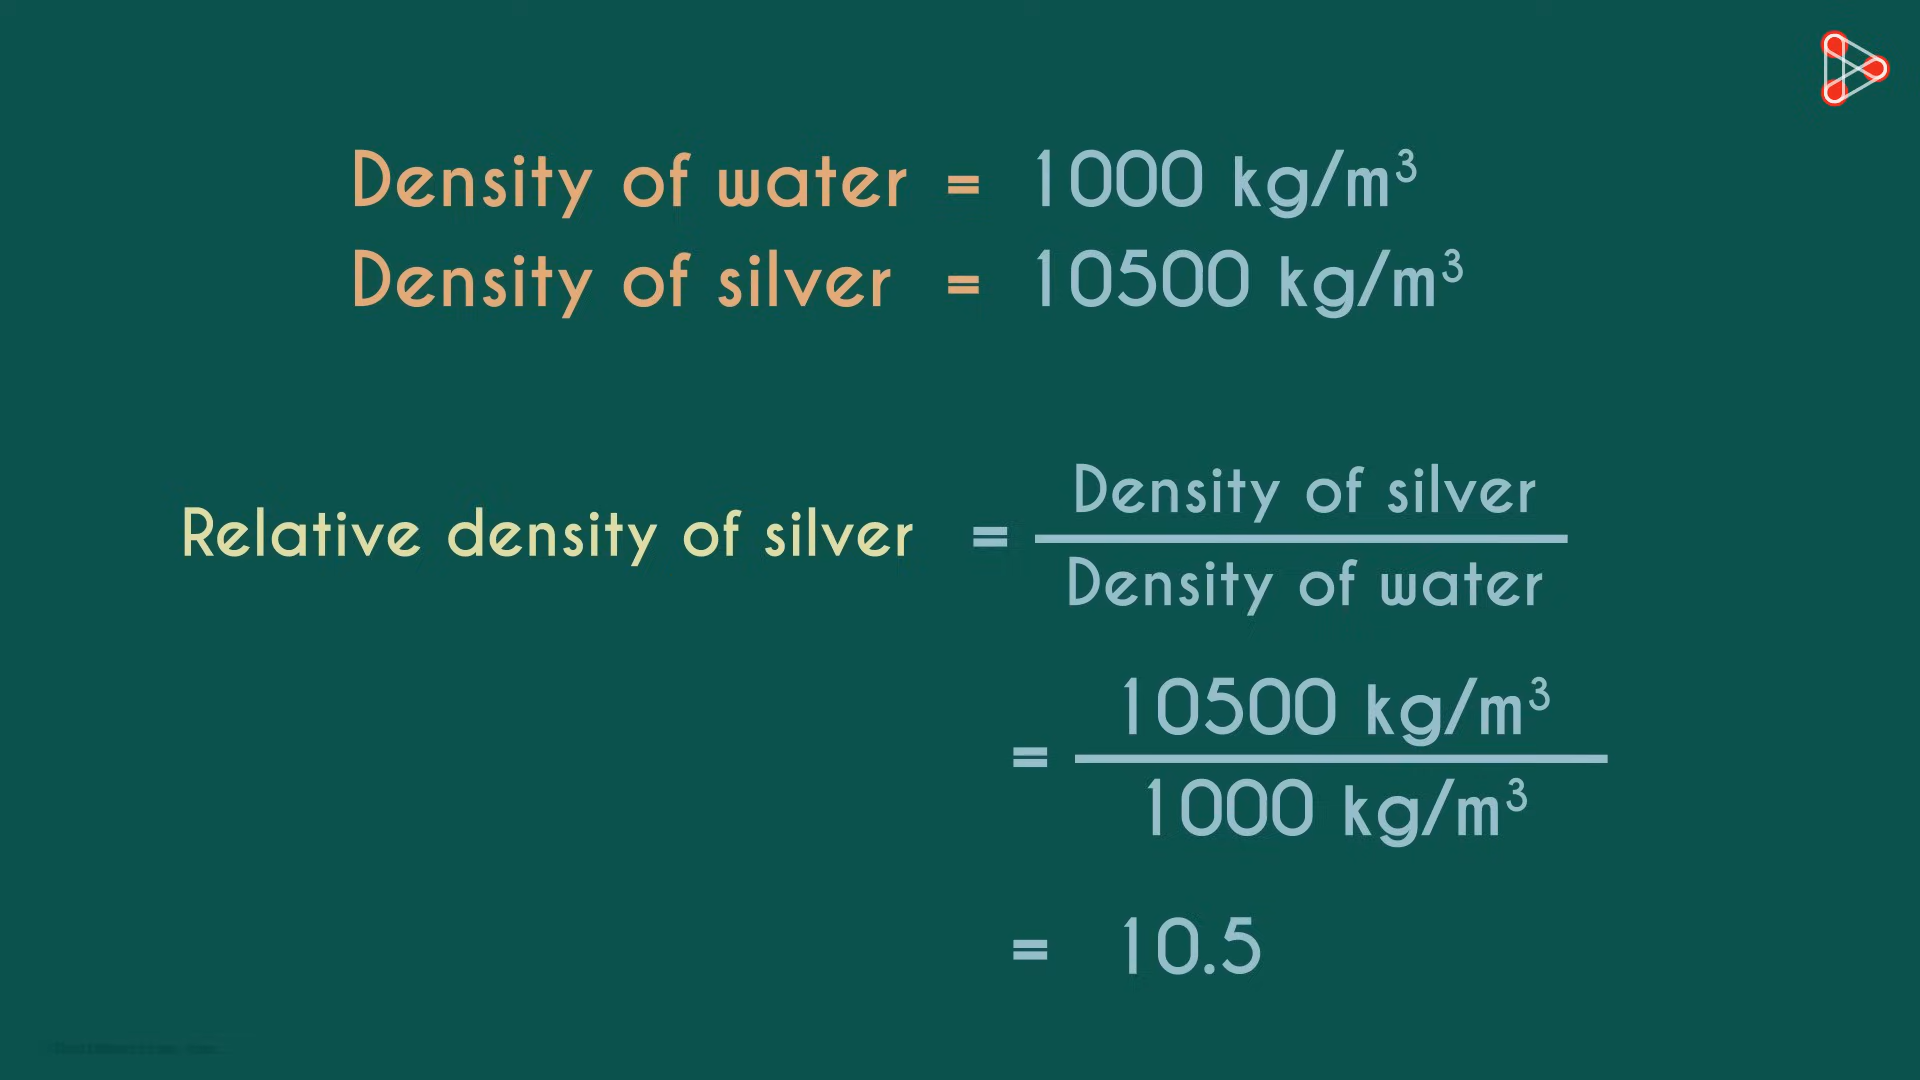 Density of water = 1000 kg/m³
Density of silver = 10500 kg/m³
Relative density of silver = Density of silver
Density of water
= 10500 kg/m³
1000 kg/m³
= 10.5